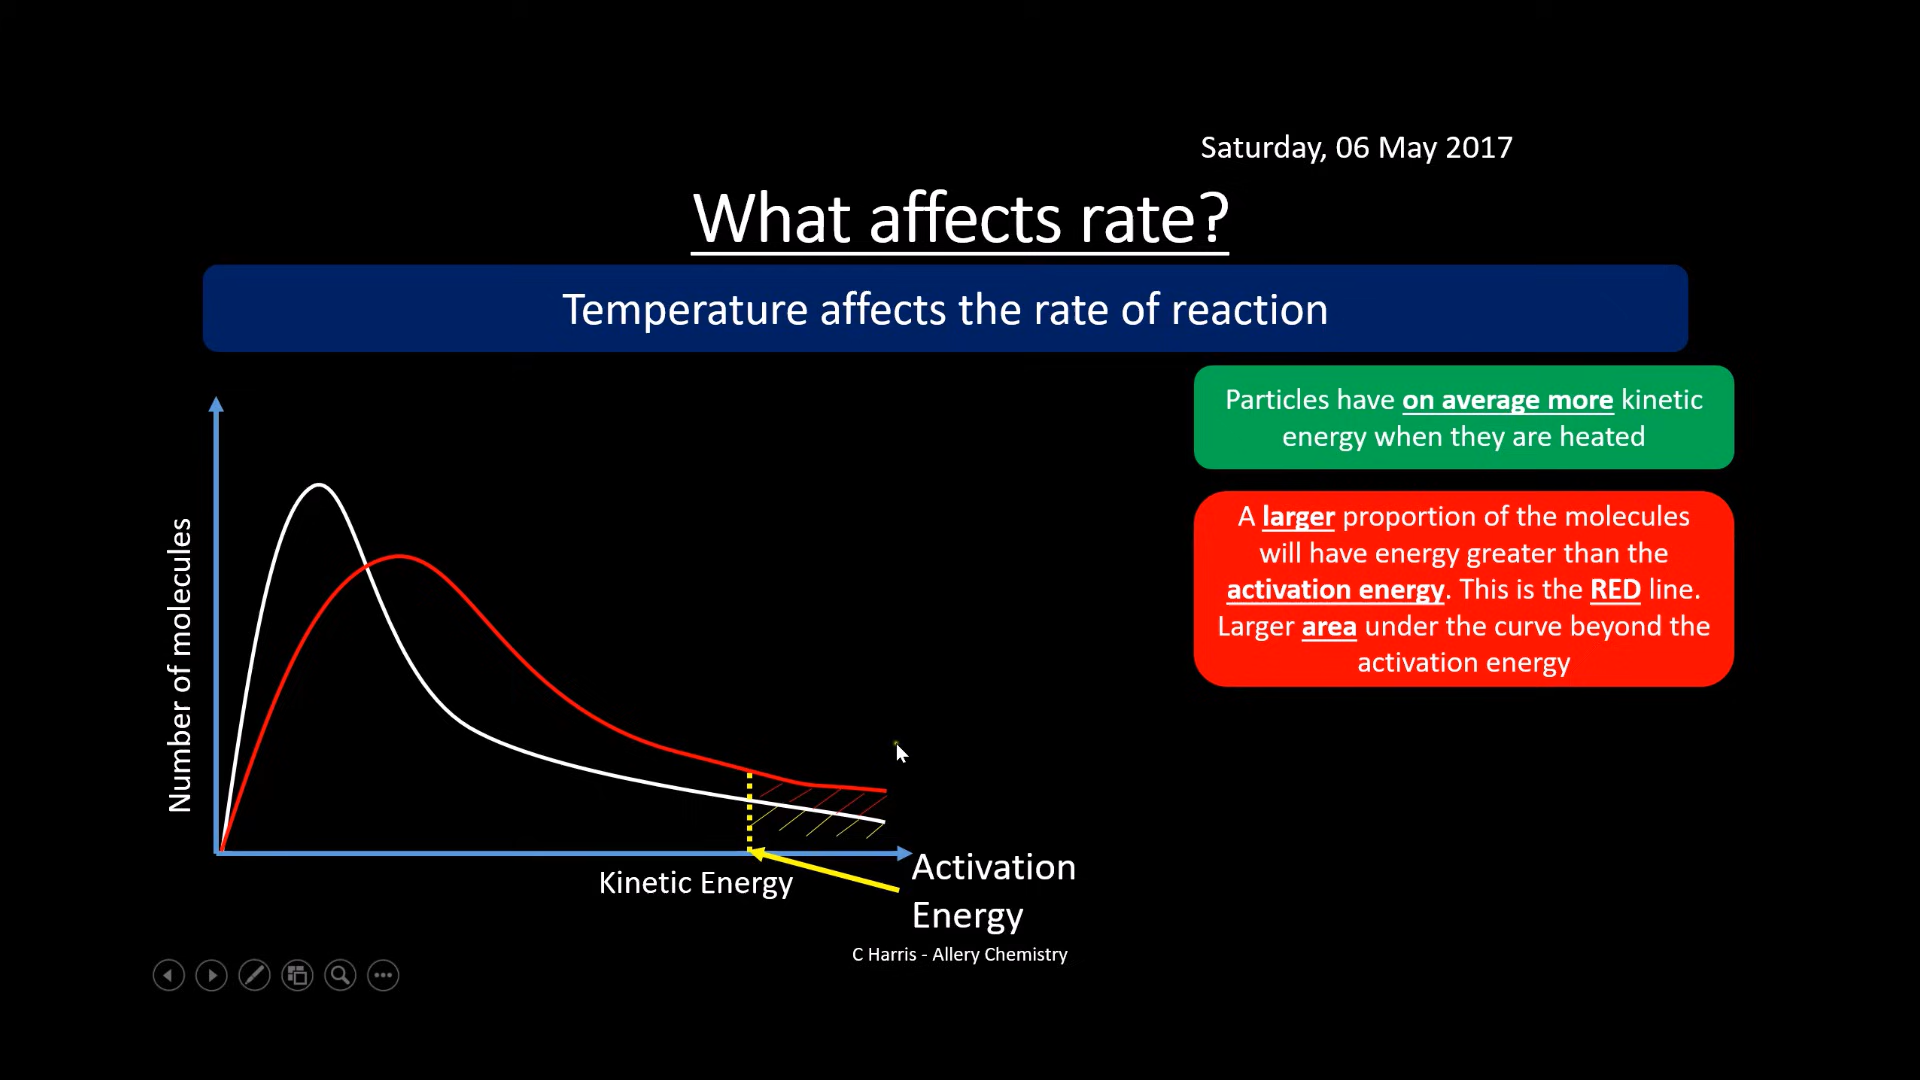 Saturday, 06 May 2017
What affects rate?
Temperature affects the rate of reaction
Particles have on average more kinetic
energy when they are heated
A larger proportion of the molecules
will have energy greater than the
activation energy. This is the RED line.
Larger area under the curve beyond the
activation energy
Number of molecules
Kinetic Energy
Activation
Energy
C Harris - Allery Chemistry